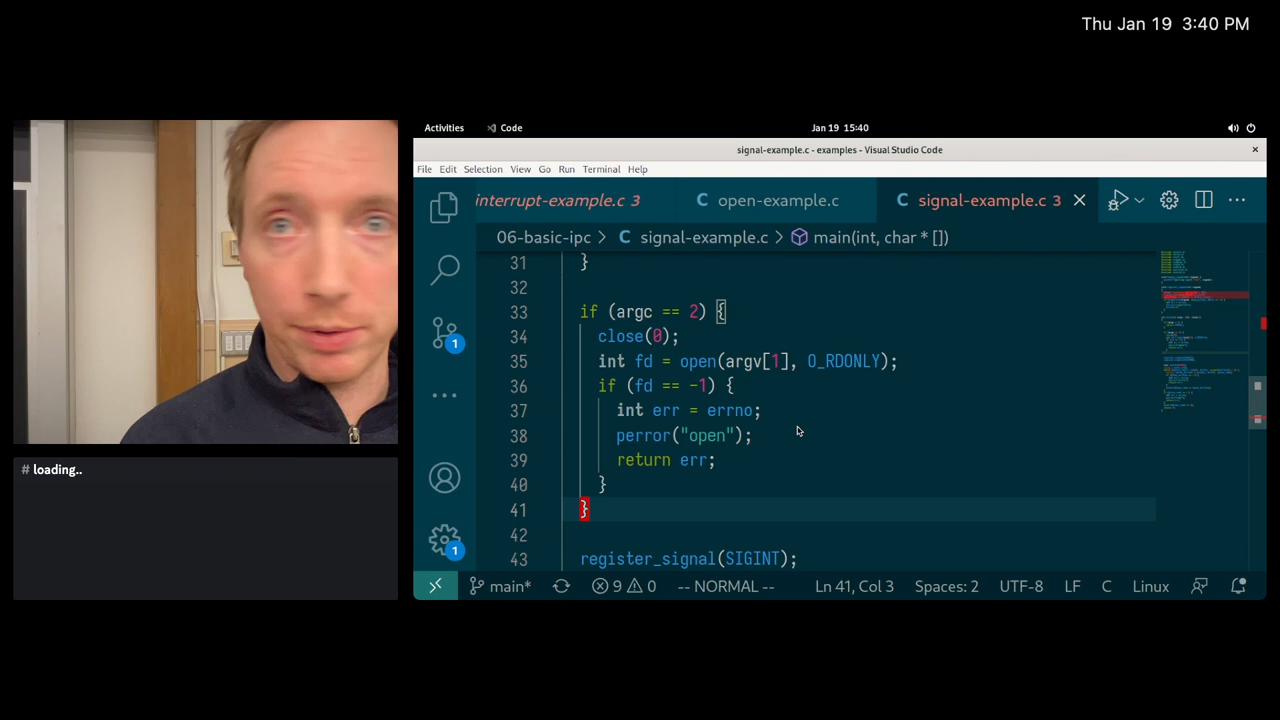 Thu Jan 19 3:40 PM
Activities Code Jan 19 15:40
signal-example.c - examples - Visual Studio Code ×
File Edit Selection View Go Run Terminal Help
interrupt-example.c 3 C open-example.c C signal-example.c 3
06-basic-ipc > C signal-example.c > main(int, char * [])
31 }
32
33 if (argc == 2) {
34 close(0);
35 int fd = open(argv[1], O_RDONLY);
36 if (fd == -1) {
37 int err = errno;
38 perror("open");
39 return err;
40 }
41 }
42
43 register_signal(SIGINT);
1
1
main* 9 0 -- NORMAL -- Ln 41, Col 3 Spaces: 2 UTF-8 LF C Linux
# loading..